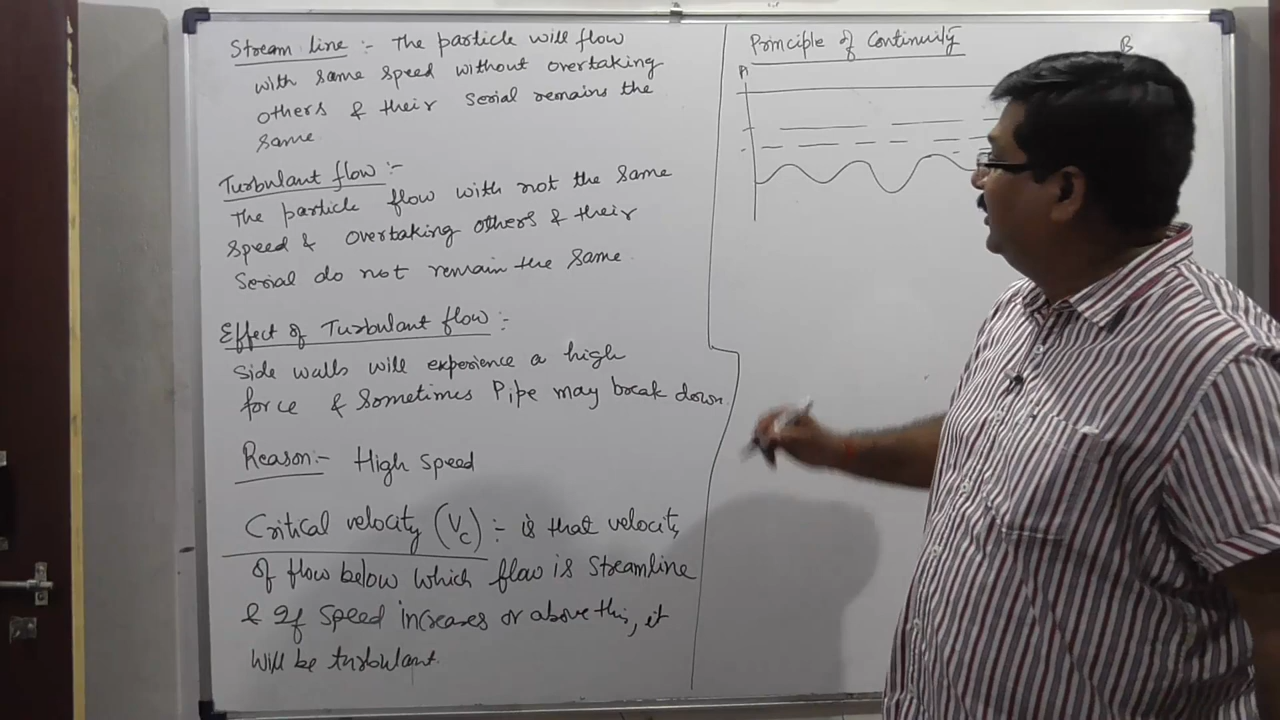 Stream line :- The particle will flow
with same speed without overtaking
others & their serial remains the
same.
Turbulant flow :-
The particle flow with not the same
speed & overtaking others & their
serial do not remain the same.
Effect of Turbulant flow :-
Side walls will experience a high
force & sometimes Pipe may break down.
Reason :- High speed
Critical velocity (Vc) :- is that velocity
of flow below which flow is streamline
& If speed increases or above this, it
will be turbulant.
Principle of Continuity
A
B